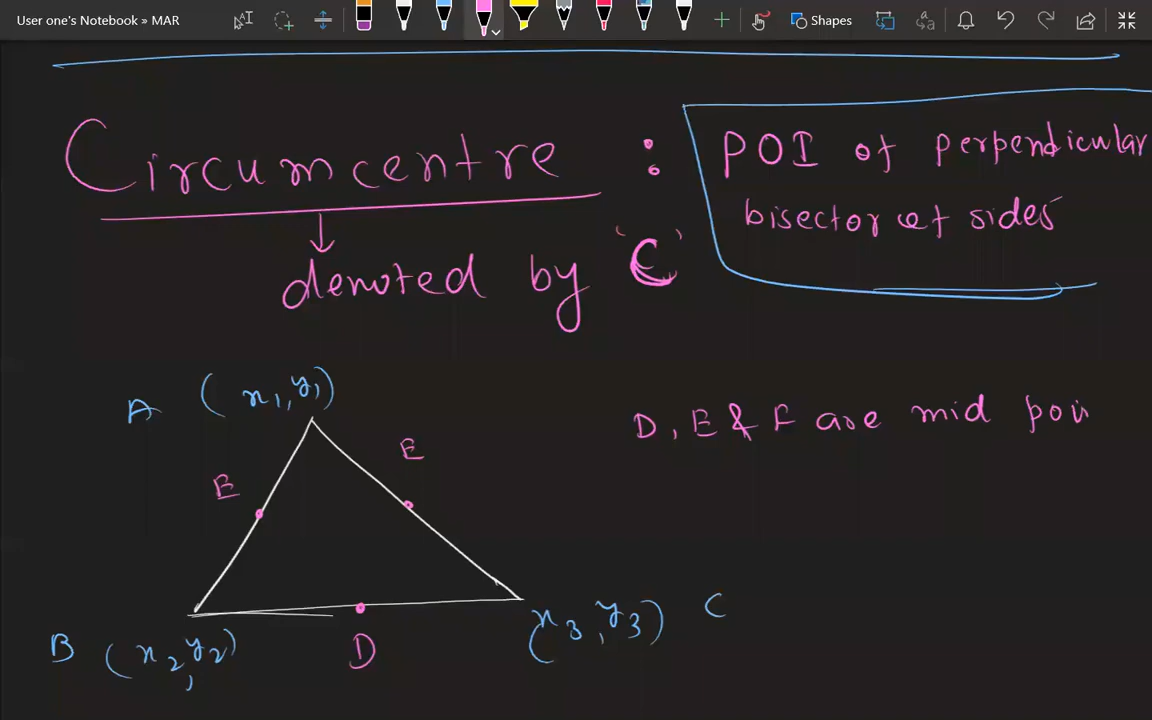 User one's Notebook » MAR
Shapes
Circumcentre : POI of perpendicular
bisector of sides
denoted by 'C'
A (x1, y1)
D, E & F are mid poi
E
E
B (x2, y2)
D
(x3, y3) C